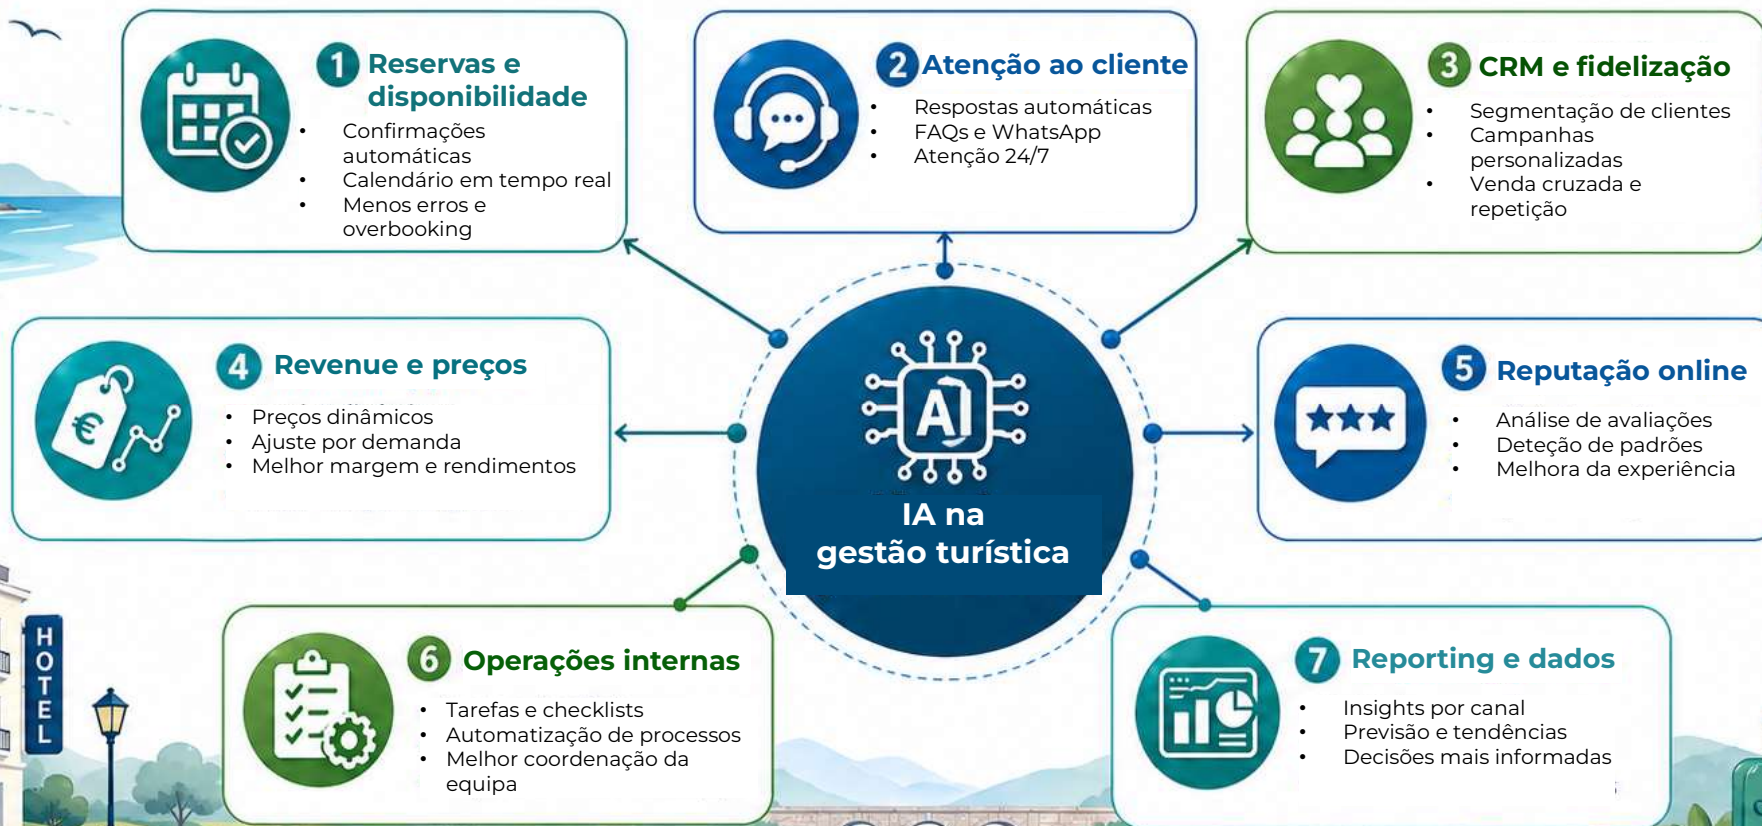 1 Reservas e
disponibilidade
• Confirmações
automáticas
• Calendário em tempo real
• Menos erros e
overbooking
2 Atenção ao cliente
• Respostas automáticas
• FAQs e WhatsApp
• Atenção 24/7
3 CRM e fidelização
• Segmentação de clientes
• Campanhas
personalizadas
• Venda cruzada e
repetição
4 Revenue e preços
• Preços dinâmicos
• Ajuste por demanda
• Melhor margem e rendimentos
€
AI
IA na
gestão turística
5 Reputação online
• Análise de avaliações
• Deteção de padrões
• Melhora da experiência
HOTEL
6 Operações internas
• Tarefas e checklists
• Automatização de processos
• Melhor coordenação da
equipa
7 Reporting e dados
• Insights por canal
• Previsão e tendências
• Decisões mais informadas